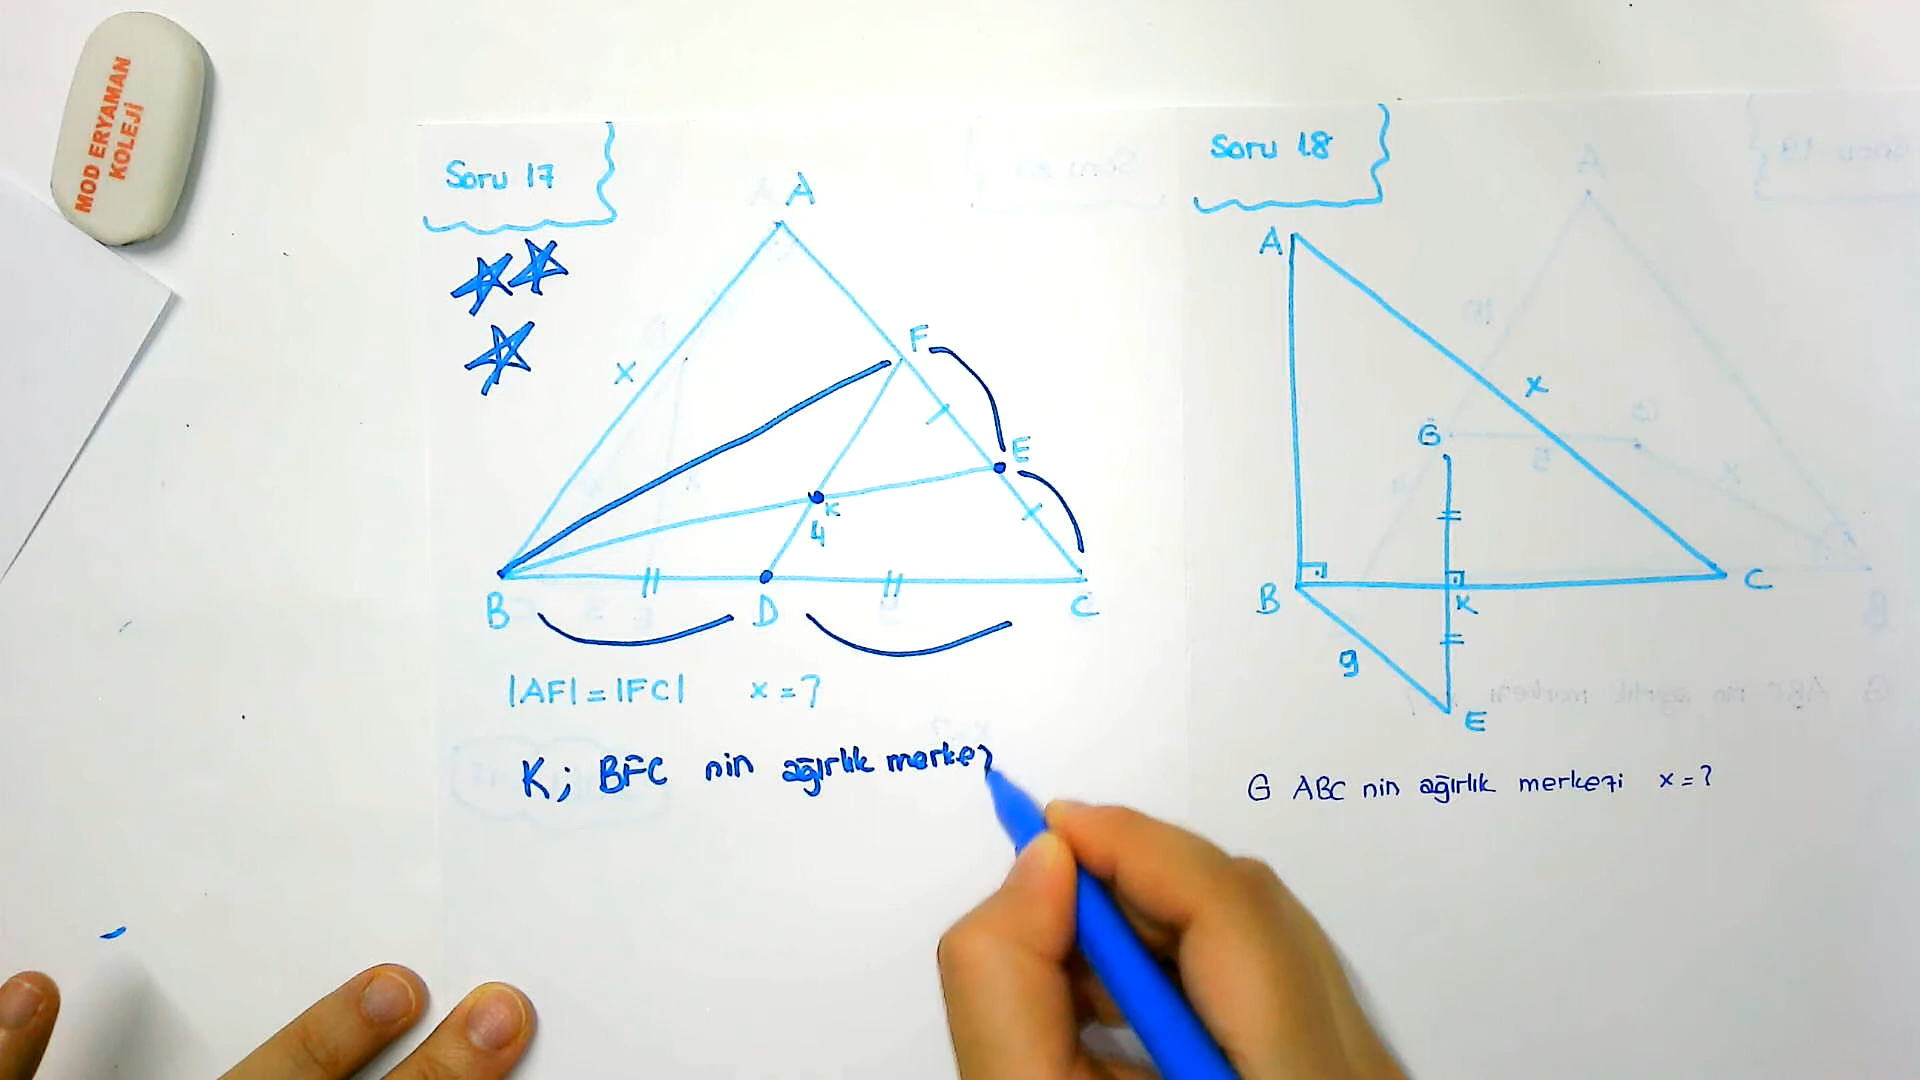 MOD ERYAMAN
KOLEJİ
Soru 17
A
x
F
E
K
4
B
D
C
|AF| = |FC| x = ?
K; BFC nin ağırlık merkez
Soru 18
A
x
G
B
K
C
9
E
G ABC nin ağırlık merkezi x = ?